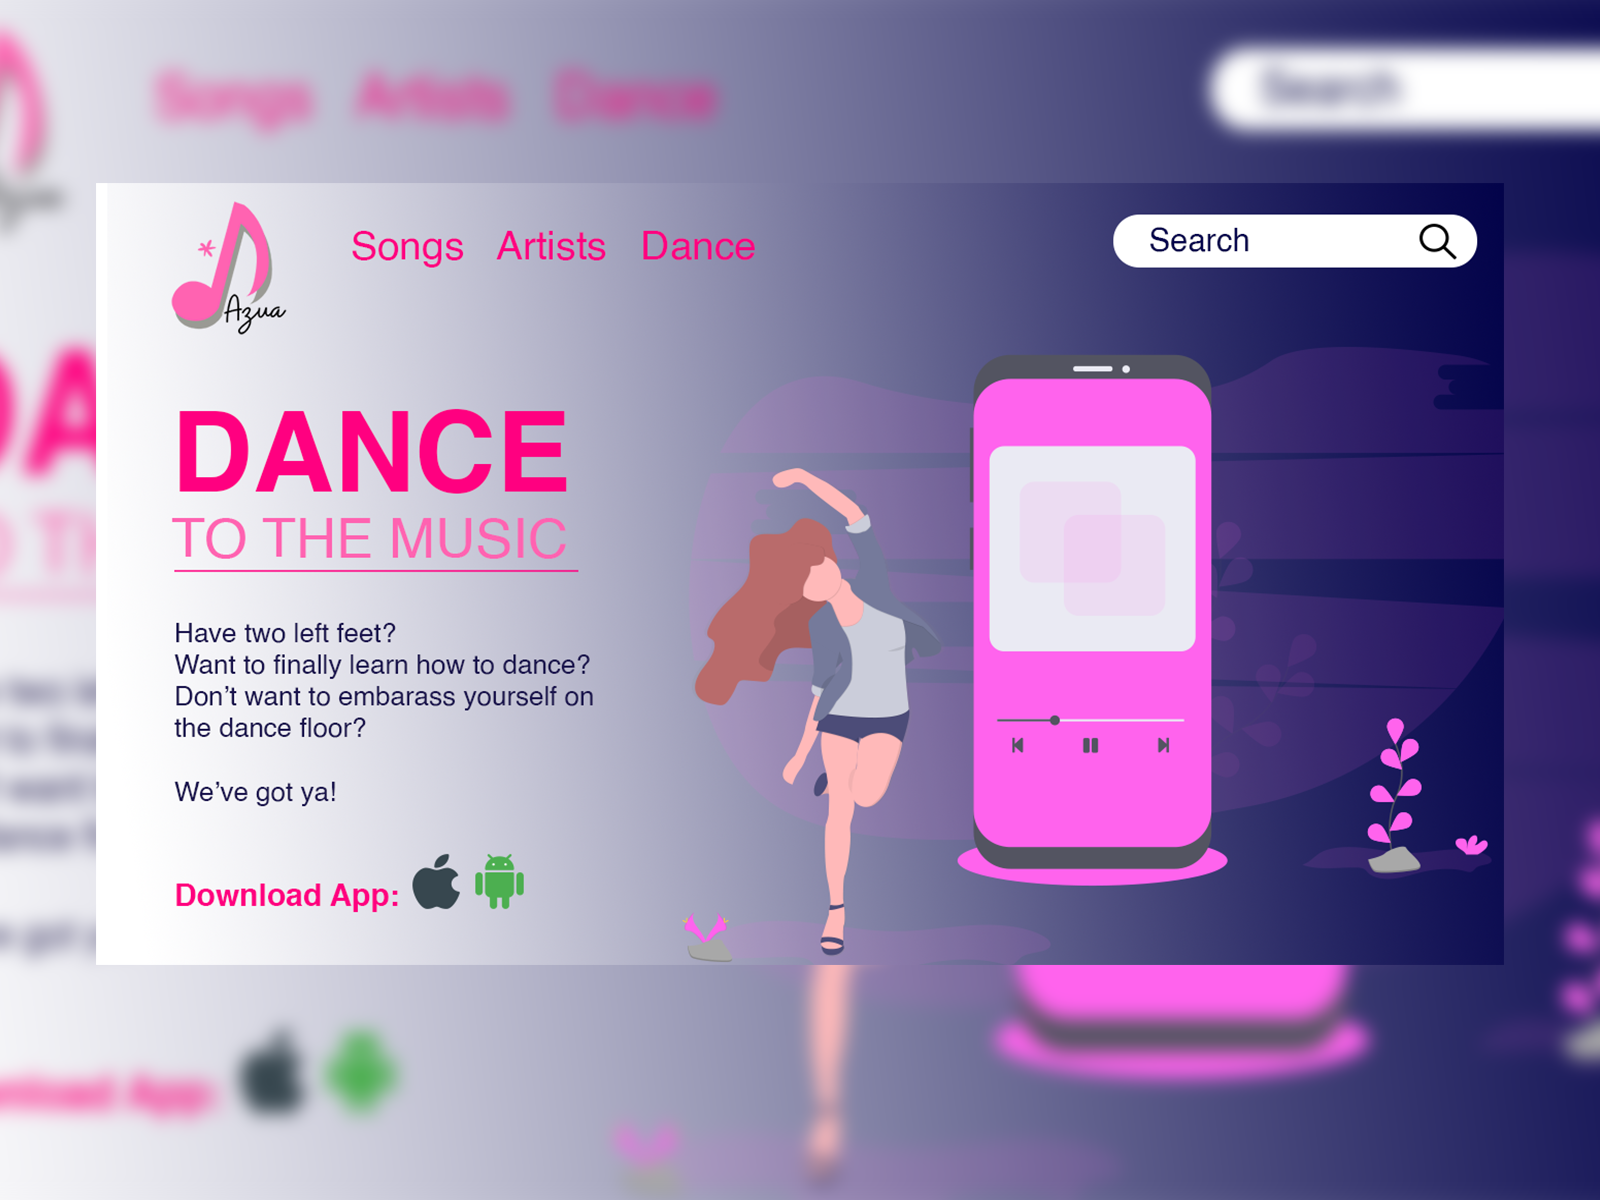 Songs Artists Dance
Search
Azua
DANCE
TO THE MUSIC
Have two left feet?
Want to finally learn how to dance?
Don't want to embarass yourself on
the dance floor?
We've got ya!
Download App: